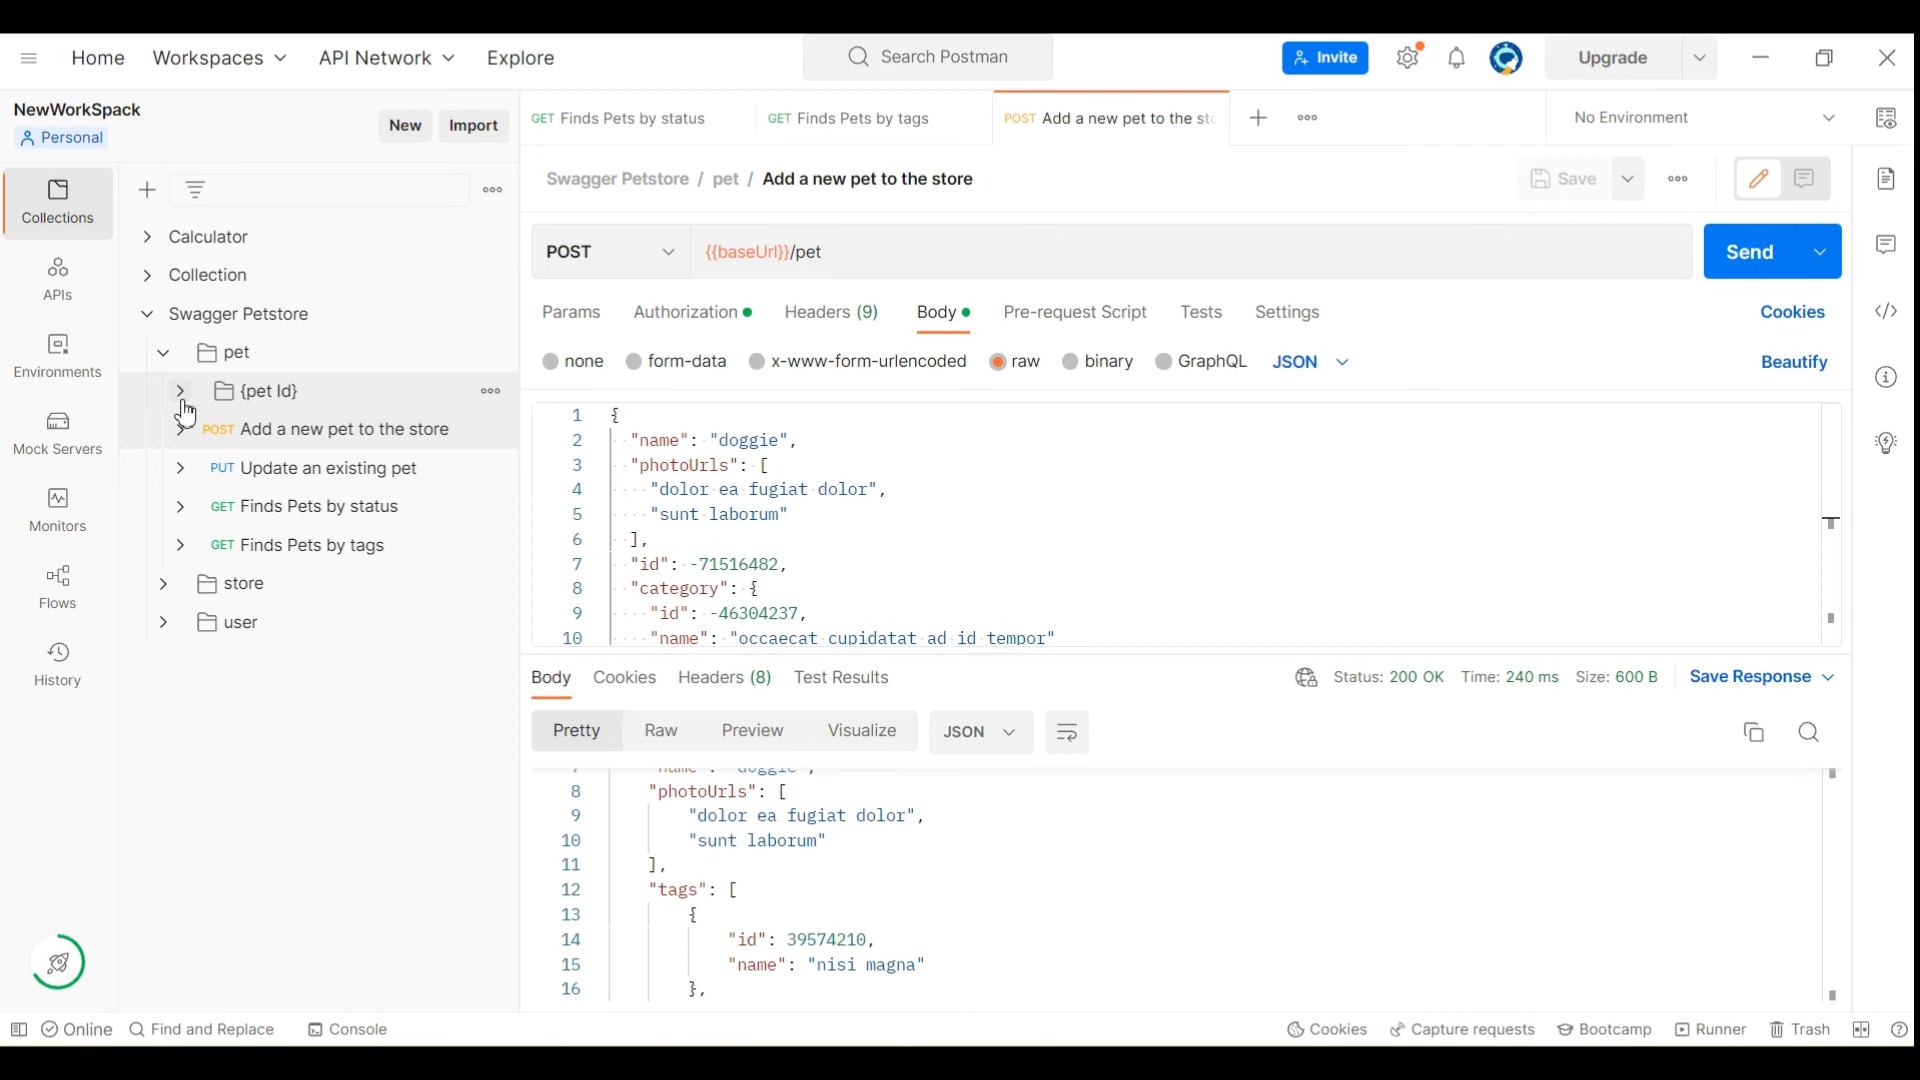 Home Workspaces API Network Explore Search Postman Invite Upgrade
NewWorkSpack
Personal
New Import
GET Finds Pets by status GET Finds Pets by tags POST Add a new pet to the sto No Environment
Swagger Petstore / pet / Add a new pet to the store Save
Collections
APIs
Environments
Mock Servers
Monitors
Flows
History
Calculator
Collection
Swagger Petstore
pet
{pet Id}
POST Add a new pet to the store
PUT Update an existing pet
GET Finds Pets by status
GET Finds Pets by tags
store
user
POST {{baseUrl}}/pet Send
Params Authorization Headers (9) Body Pre-request Script Tests Settings Cookies
none form-data x-www-form-urlencoded raw binary GraphQL JSON Beautify
1 {
2 "name": "doggie",
3 "photoUrls": [
4 "dolor ea fugiat dolor",
5 "sunt laborum"
6 ],
7 "id": -71516482,
8 "category": {
9 "id": -46304237,
10 "name": "occaecat cupidatat ad id tempor"
Body Cookies Headers (8) Test Results Status: 200 OK Time: 240 ms Size: 600 B Save Response
Pretty Raw Preview Visualize JSON
7 "name": "doggie",
8 "photoUrls": [
9 "dolor ea fugiat dolor",
10 "sunt laborum"
11 ],
12 "tags": [
13 {
14 "id": 39574210,
15 "name": "nisi magna"
16 },
Online Find and Replace Console Cookies Capture requests Bootcamp Runner Trash